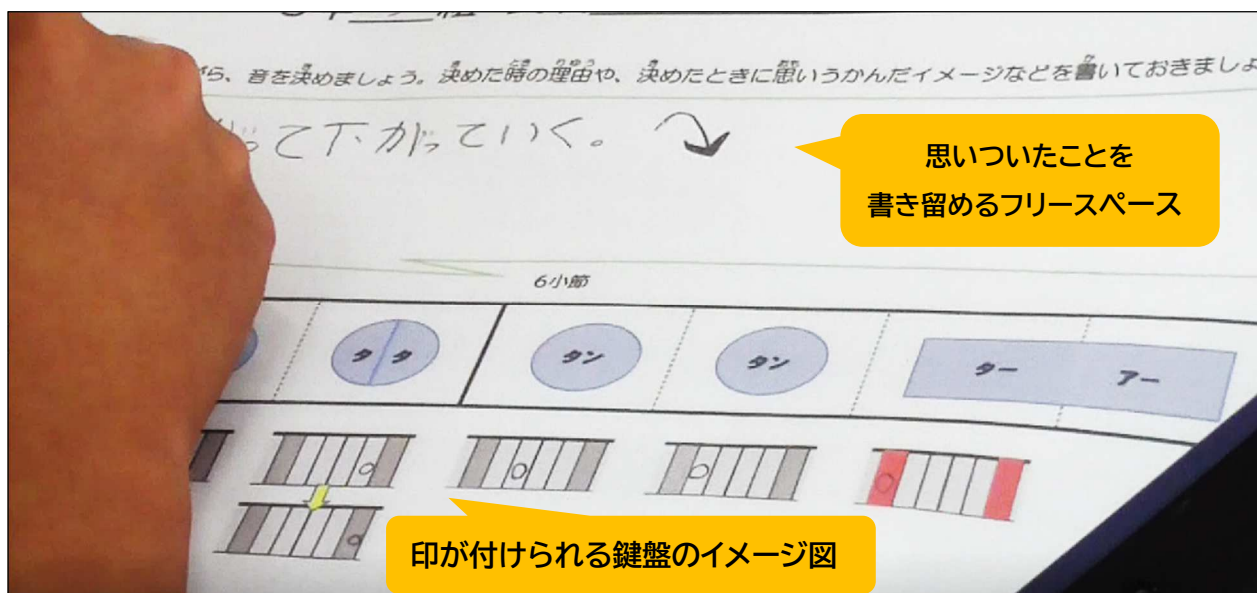 ら、音を決めましょう。決めた時の理由や、決めたときに思いうかんだイメージなどを書いておきましょ
って下がっていく。
思いついたことを
書き留めるフリースペース
6小節
タ タ タン タン ター アー
印が付けられる鍵盤のイメージ図